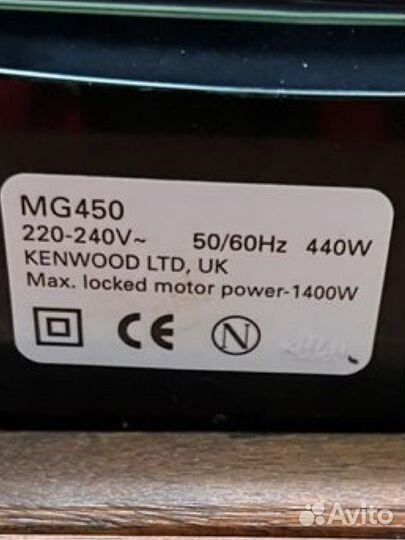 MG450
220-240V~ 50/60Hz 440W
KENWOOD LTD, UK
Max. locked motor power-1400W
CE N
Avito